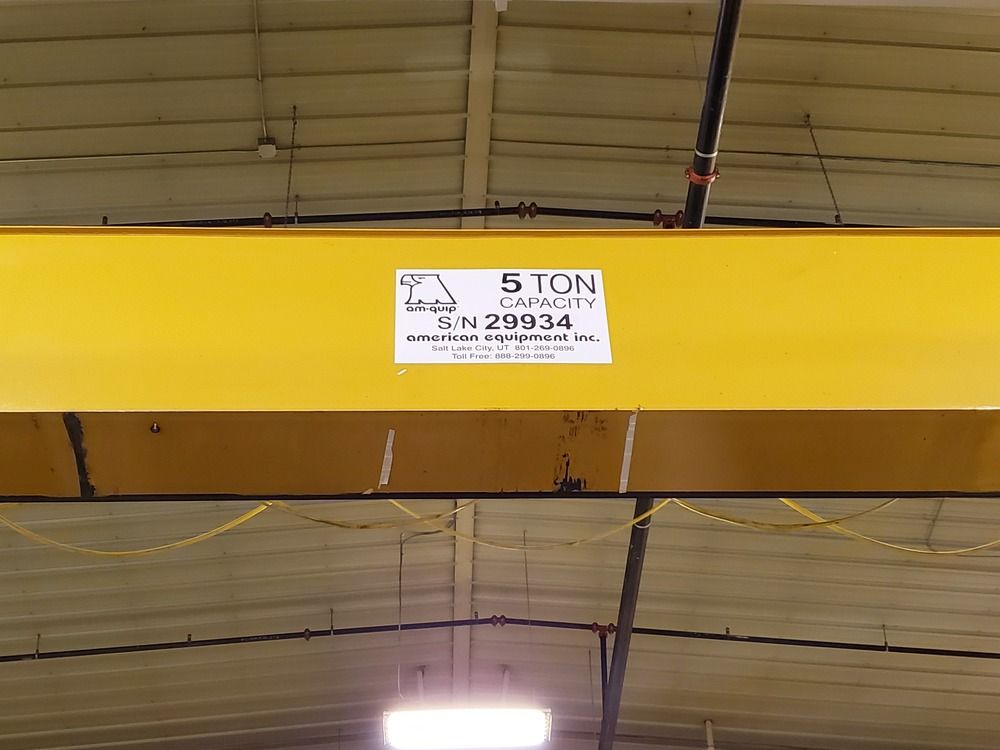 5 TON
am-quip
CAPACITY
S/N 29934
american equipment inc.
Salt Lake City, UT 801-269-0896
Toll Free: 888-299-0896